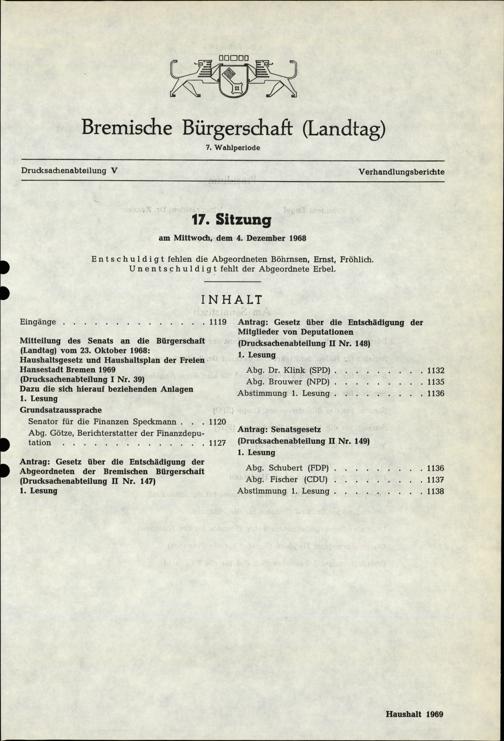 Bremische Bürgerschaft (Landtag)
7. Wahlperiode
Drucksachenabteilung V
Verhandlungsberichte
17. Sitzung
am Mittwoch, dem 4. Dezember 1968
Entschuldigt fehlen die Abgeordneten Böhrnsen, Ernst, Fröhlich.
Unentschuldigt fehlt der Abgeordnete Erbel.
INHALT
Eingänge . . . . . . . . . . . . . . 1119
Mitteilung des Senats an die Bürgerschaft
(Landtag) vom 23. Oktober 1968:
Haushaltsgesetz und Haushaltsplan der Freien
Hansestadt Bremen 1969
(Drucksachenabteilung I Nr. 39)
Dazu die sich hierauf beziehenden Anlagen
1. Lesung
Grundsatzaussprache
Senator für die Finanzen Speckmann . . . 1120
Abg. Götze, Berichterstatter der Finanzdepu-
tation . . . . . . . . . . . . . . 1127
Antrag: Gesetz über die Entschädigung der
Abgeordneten der Bremischen Bürgerschaft
(Drucksachenabteilung II Nr. 147)
1. Lesung
Antrag: Gesetz über die Entschädigung der
Mitglieder von Deputationen
(Drucksachenabteilung II Nr. 148)
1. Lesung
Abg. Dr. Klink (SPD) . . . . . . . . . 1132
Abg. Brouwer (NPD) . . . . . . . . . 1135
Abstimmung 1. Lesung . . . . . . . . . 1136
Antrag: Senatsgesetz
(Drucksachenabteilung II Nr. 149)
1. Lesung
Abg. Schubert (FDP) . . . . . . . . . 1136
Abg. Fischer (CDU) . . . . . . . . . 1137
Abstimmung 1. Lesung . . . . . . . . . 1138
Haushalt 1969